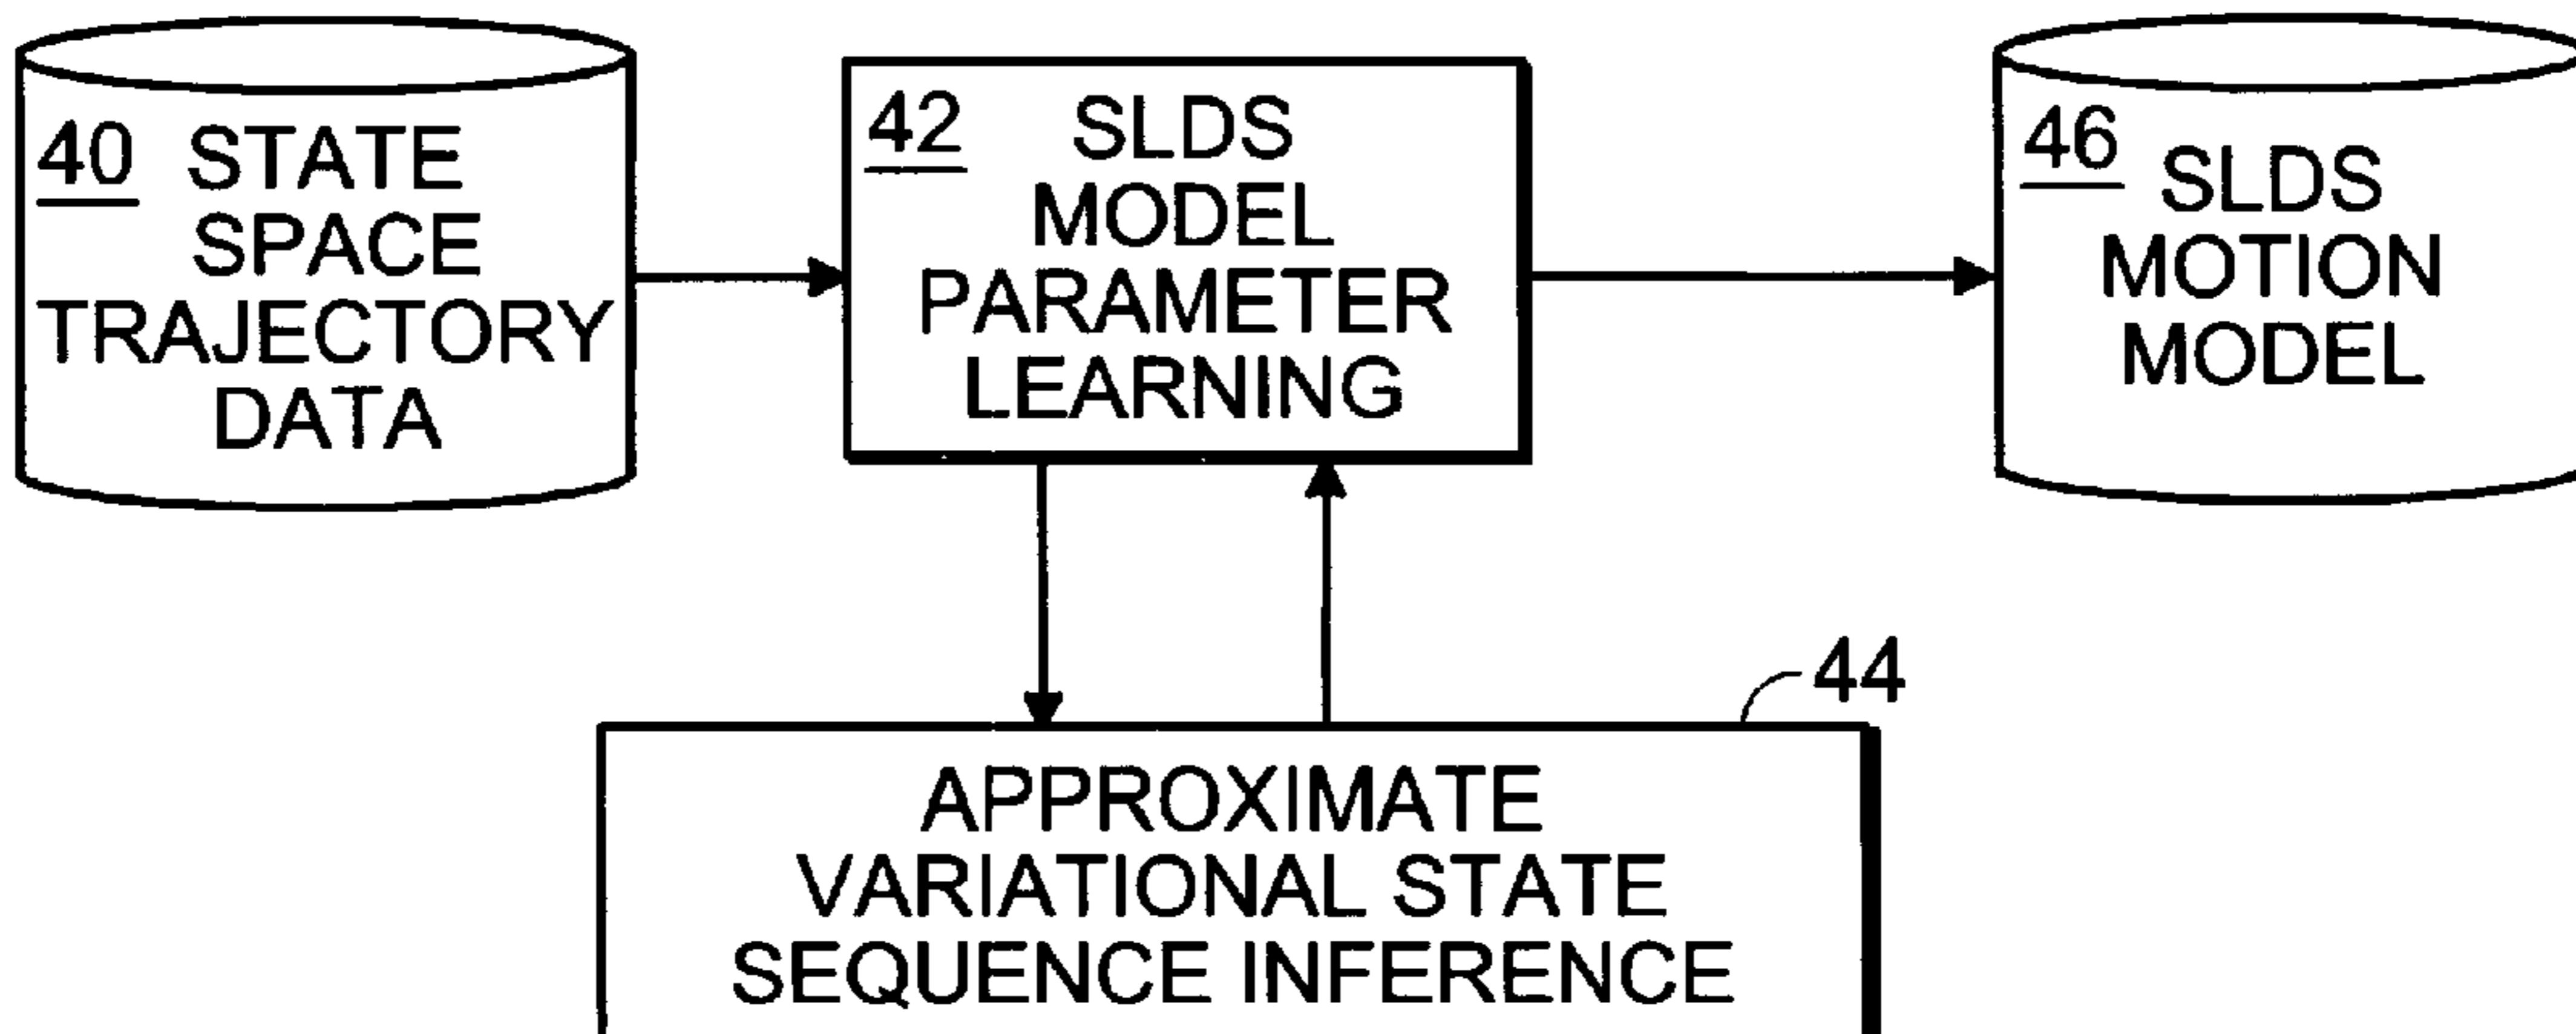 40 STATE
SPACE
TRAJECTORY
DATA
42 SLDS
MODEL
PARAMETER
LEARNING
46 SLDS
MOTION
MODEL
44
APPROXIMATE
VARIATIONAL STATE
SEQUENCE INFERENCE